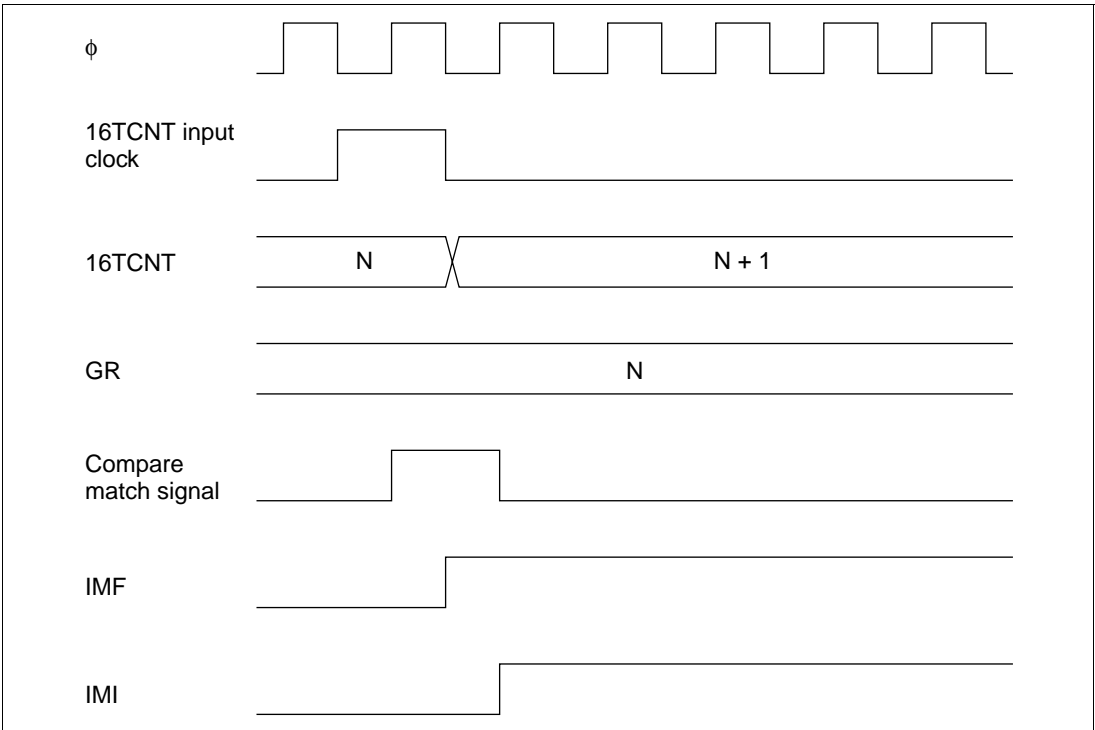 ϕ
16TCNT input
clock
16TCNT
N
N + 1
GR
N
Compare
match signal
IMF
IMI